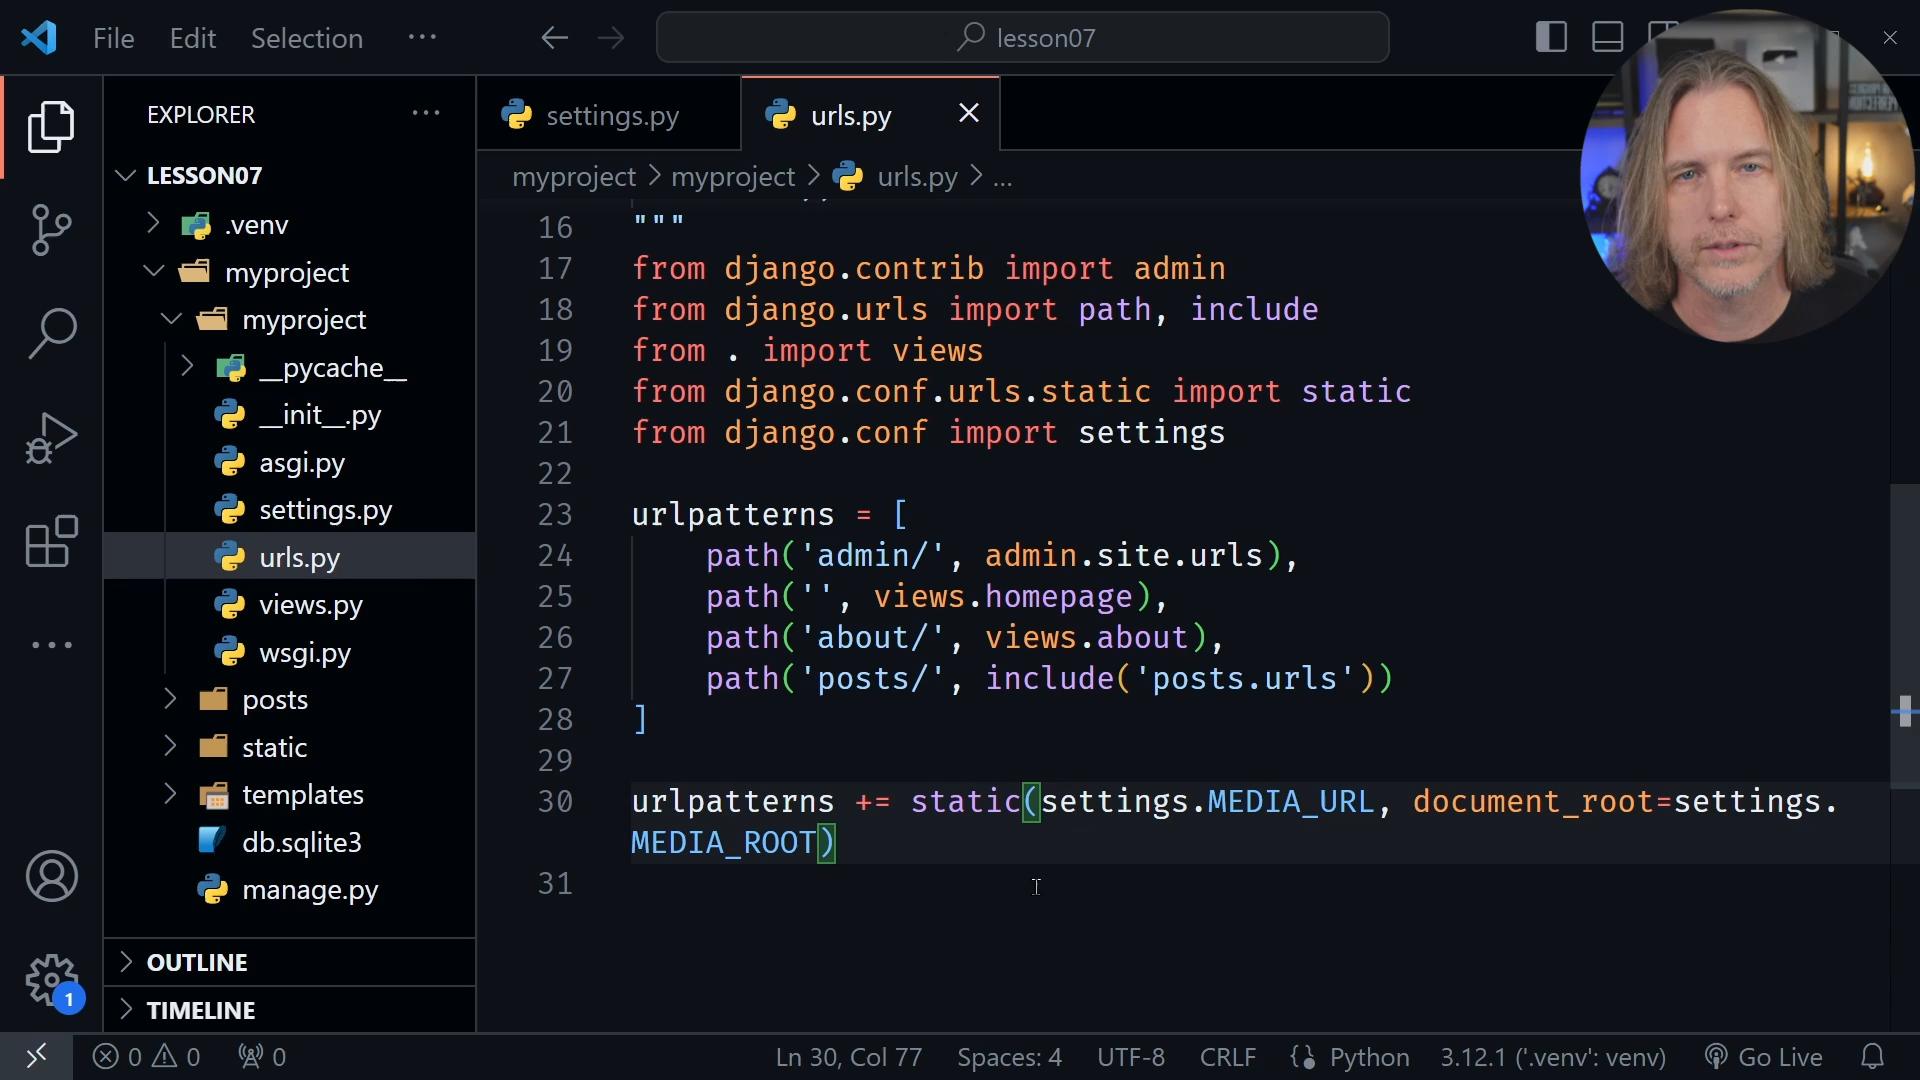 File Edit Selection ···
lesson07
EXPLORER ···
settings.py
urls.py
myproject > myproject > urls.py > ...
LESSON07
.venv
myproject
myproject
__pycache__
__init__.py
asgi.py
settings.py
urls.py
views.py
wsgi.py
posts
static
templates
db.sqlite3
manage.py
OUTLINE
TIMELINE
16 """
17 from django.contrib import admin
18 from django.urls import path, include
19 from . import views
20 from django.conf.urls.static import static
21 from django.conf import settings
22
23 urlpatterns = [
24 path('admin/', admin.site.urls),
25 path('', views.homepage),
26 path('about/', views.about),
27 path('posts/', include('posts.urls'))
28 ]
29
30 urlpatterns += static(settings.MEDIA_URL, document_root=settings.
MEDIA_ROOT)
31
1
0 0 0 Ln 30, Col 77 Spaces: 4 UTF-8 CRLF Python 3.12.1 ('.venv': venv) Go Live